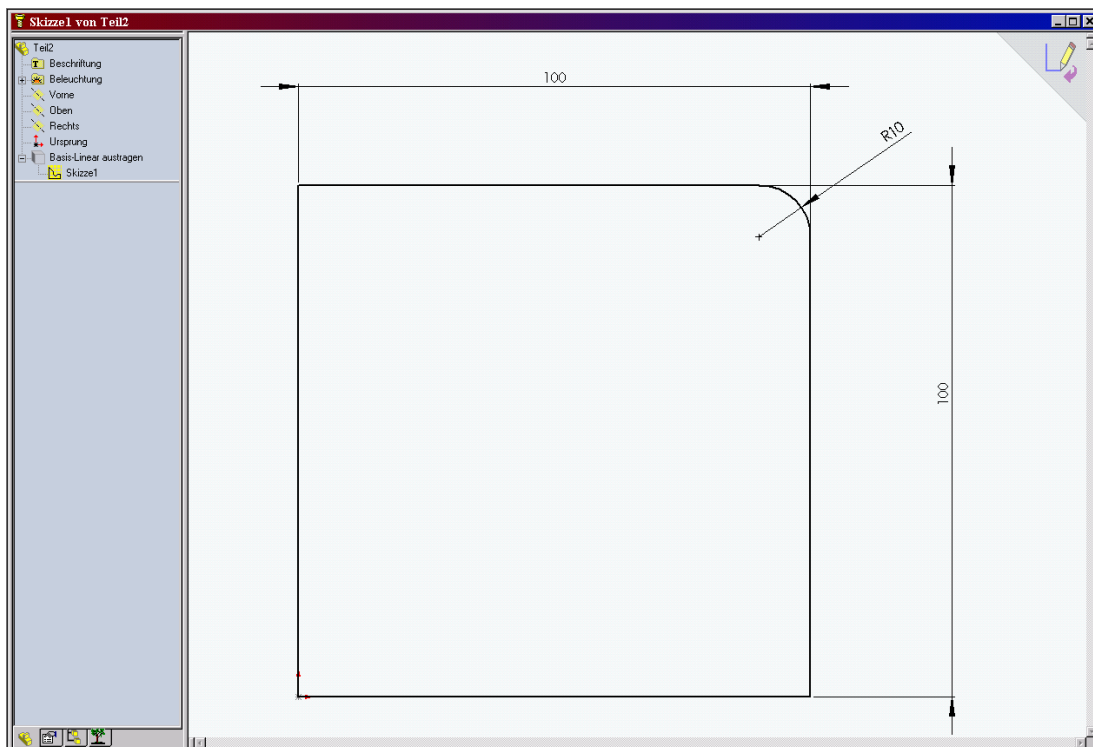 Skizze1 von Teil2
Teil2
Beschriftung
Beleuchtung
Vorne
Oben
Rechts
Ursprung
Basis-Linear austragen
Skizze1
100
R10
100